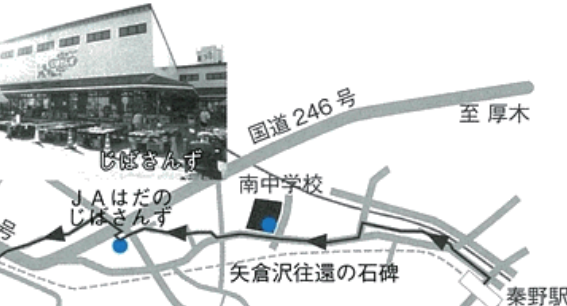 じばさんず
国道246号
至 厚木
南中学校
JAはだの
じばさんず
号
矢倉沢往還の石碑
秦野駅